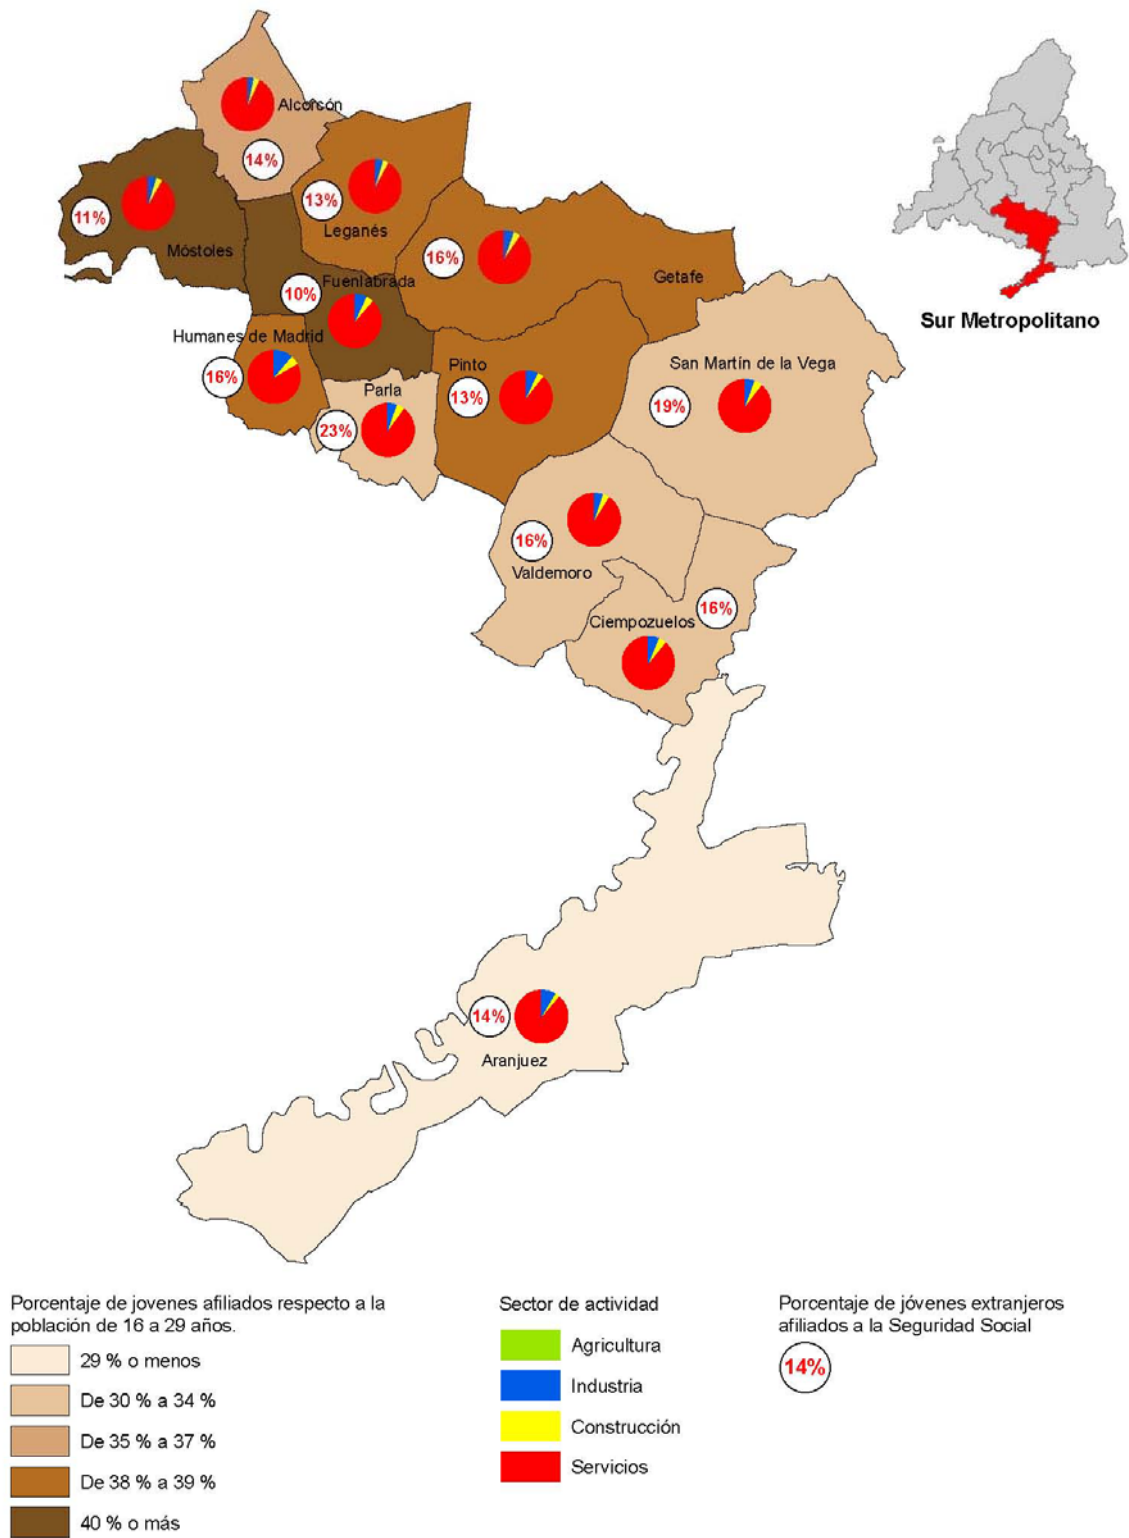 Alcorcón
14%
13%
Leganés
11%
Móstoles
16%
Getafe
Fuenlabrada
10%
Sur Metropolitano
Humanes de Madrid
16%
Pinto
13%
San Martín de la Vega
19%
Parla
23%
16%
Valdemoro
16%
Ciempozuelos
14%
Aranjuez
Porcentaje de jovenes afiliados respecto a la
población de 16 a 29 años.
29 % o menos
De 30 % a 34 %
De 35 % a 37 %
De 38 % a 39 %
40 % o más
Sector de actividad
Agricultura
Industria
Construcción
Servicios
Porcentaje de jóvenes extranjeros
afiliados a la Seguridad Social
14%